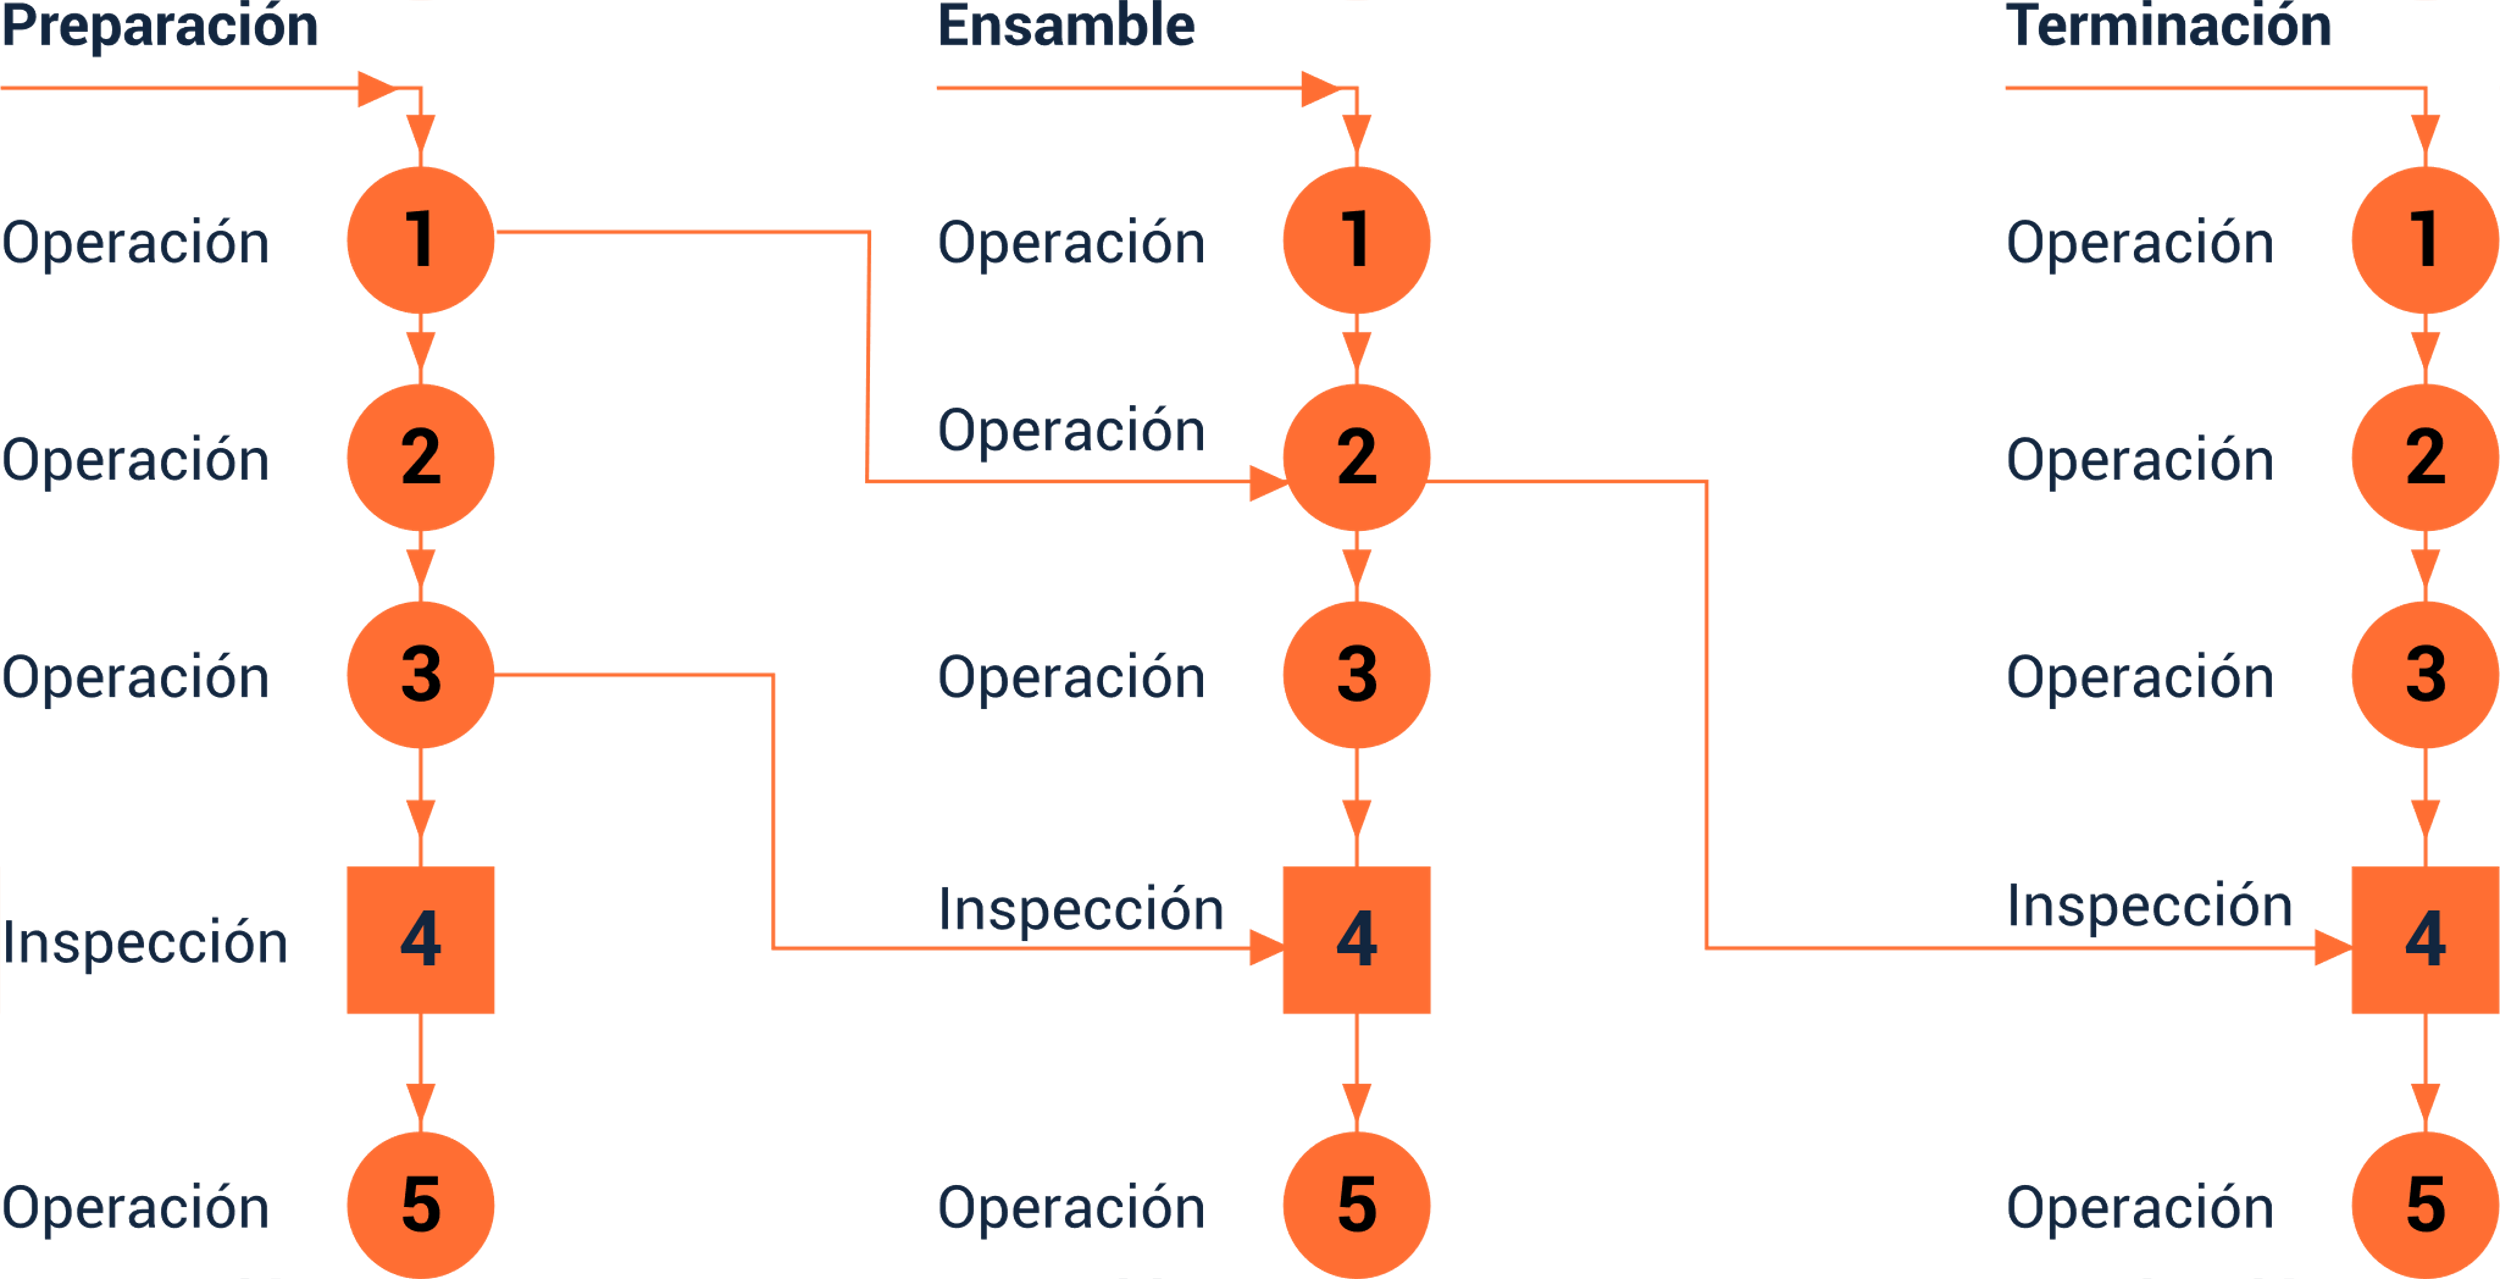 Preparación
Ensamble
Terminación
Operación 1
Operación 1
Operación 1
Operación 2
Operación 2
Operación 2
Operación 3
Operación 3
Operación 3
Inspección 4
Inspección 4
Inspección 4
Operación 5
Operación 5
Operación 5